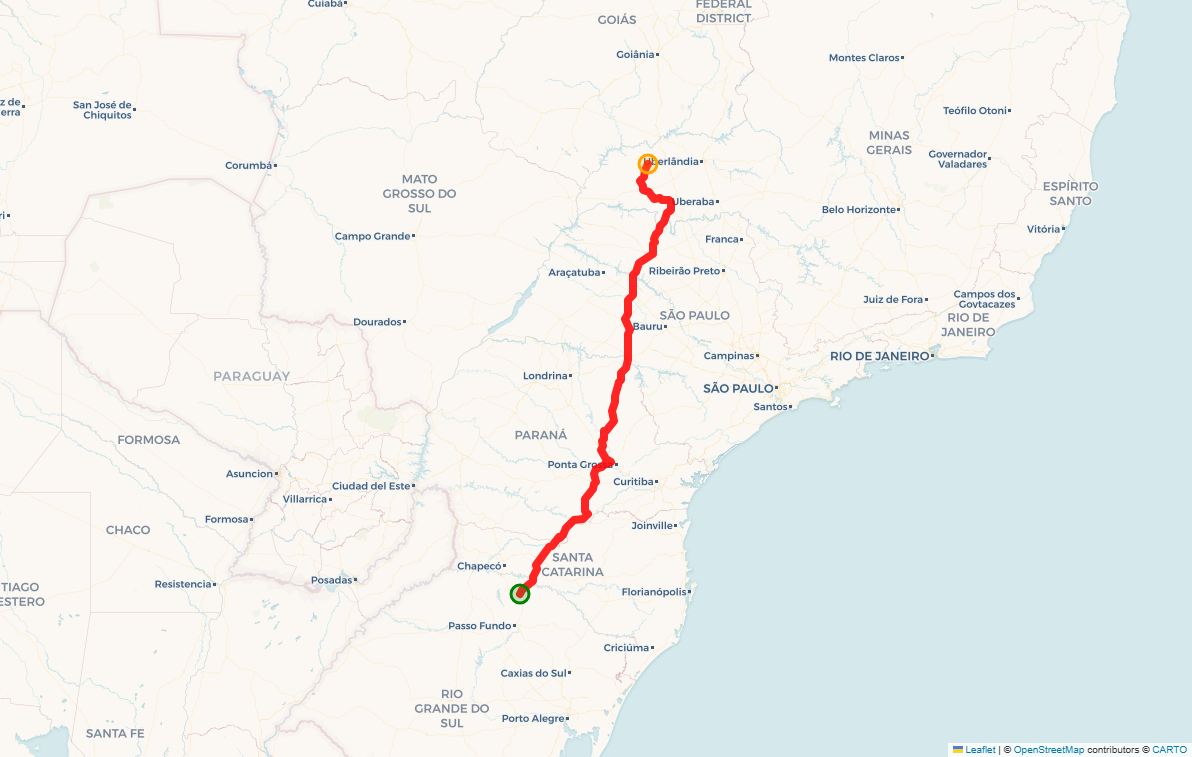 Cuiabá
FEDERAL
DISTRICT
GOIÁS
Goiânia
Montes Claros
z de
erra
San José de
Chiquitos
Teófilo Otoni
MINAS
GERAIS
Governador
Valadares
Uberlândia
Corumbá
MATO
GROSSO DO
SUL
ESPÍRITO
SANTO
Uberaba
Belo Horizonte
ri
Vitória
Campo Grande
Franca
Araçatuba
Ribeirão Preto
Juiz de Fora
Campos dos
Govtacazes
RIO DE
JANEIRO
Dourados
SÃO PAULO
Bauru
Campinas
RIO DE JANEIRO
PARAGUAY
Londrina
SÃO PAULO
Santos
FORMOSA
PARANÁ
Asuncion
Ponta Grossa
Ciudad del Este
Curitiba
Villarrica
Formosa
CHACO
Joinville
SANTA
CATARINA
Chapecó
TIAGO
ESTERO
Resistencia
Posadas
Florianópolis
Passo Fundo
Criciúma
Caxias do Sul
RIO
GRANDE DO
SUL
Porto Alegre
SANTA FE
Leaflet | © OpenStreetMap contributors © CARTO